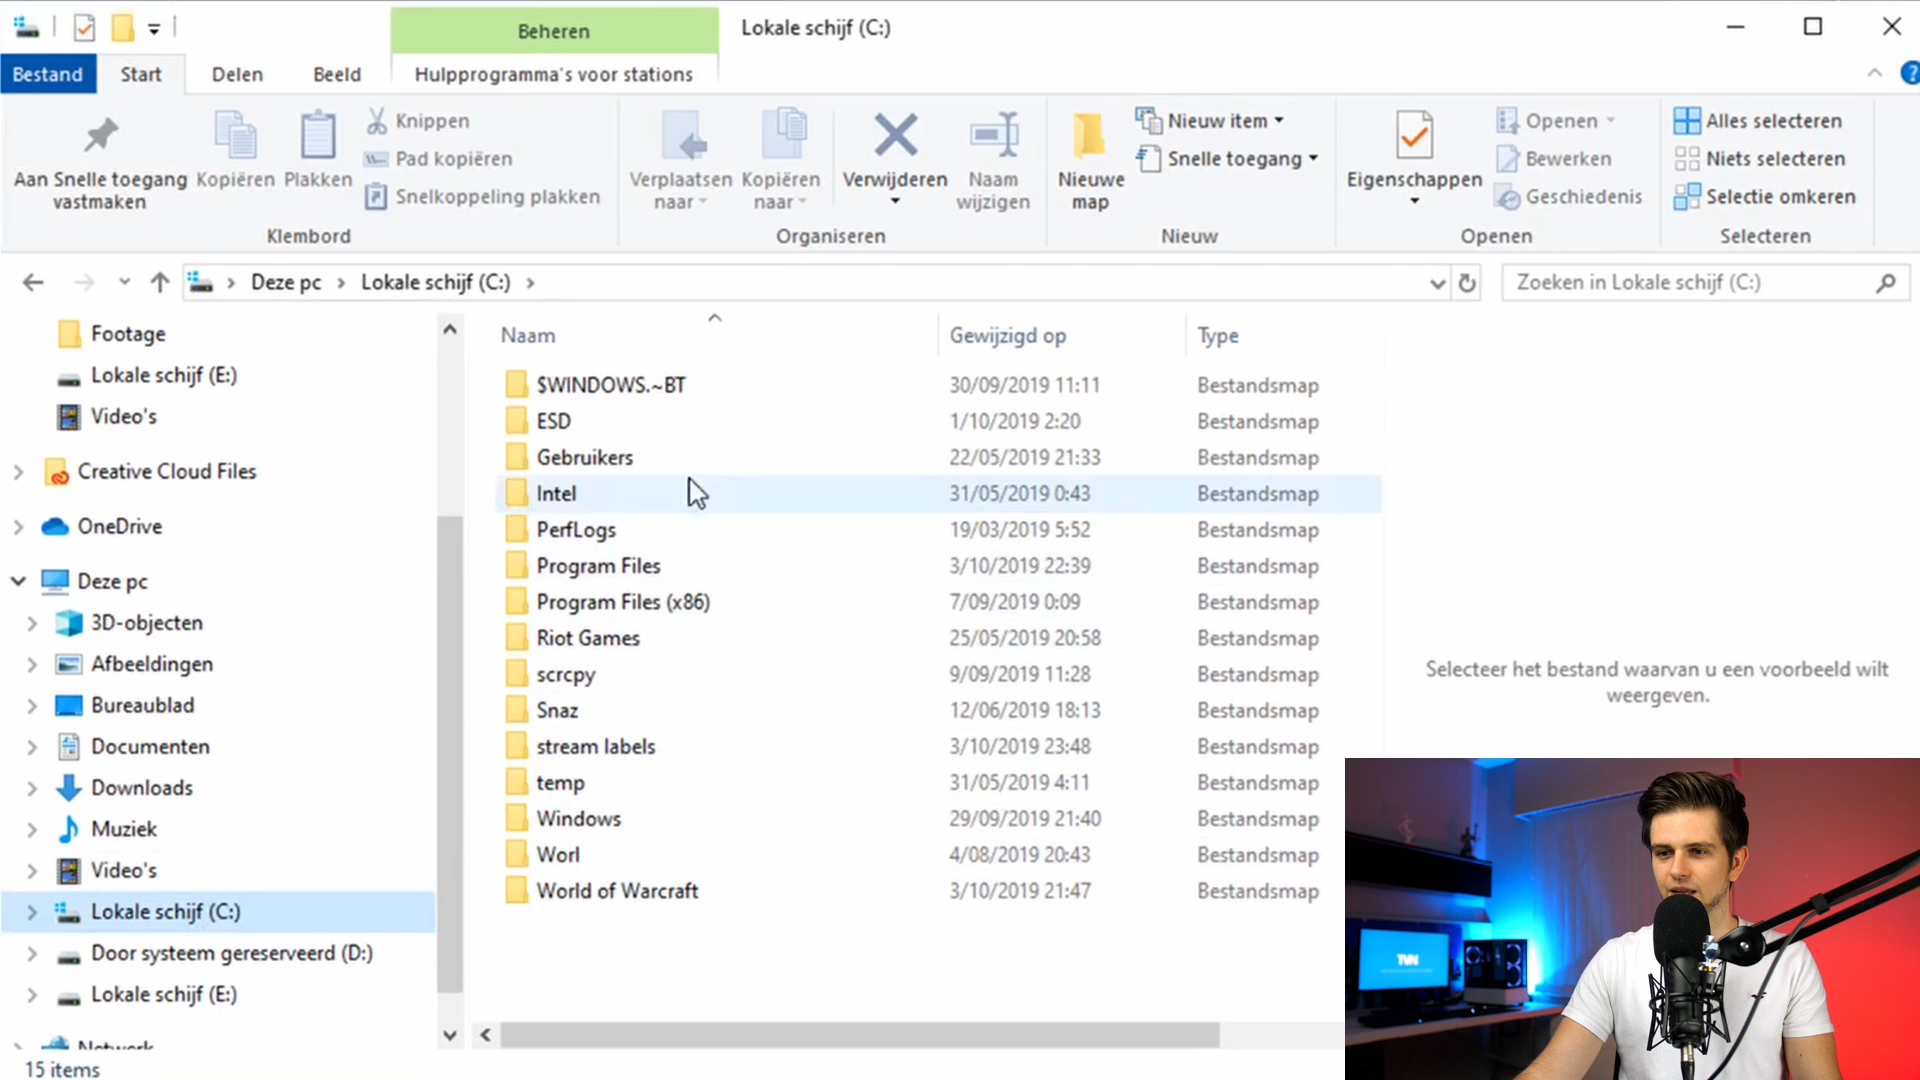 Beheren
Lokale schijf (C:)
Bestand
Start
Delen
Beeld
Hulpprogramma's voor stations
Aan Snelle toegang
vastmaken
Kopiëren
Plakken
Knippen
Pad kopiëren
Snelkoppeling plakken
Klembord
Verplaatsen
naar
Kopiëren
naar
Verwijderen
Naam
wijzigen
Organiseren
Nieuwe
map
Nieuw item
Snelle toegang
Nieuw
Eigenschappen
Openen
Bewerken
Geschiedenis
Openen
Alles selecteren
Niets selecteren
Selectie omkeren
Selecteren
Deze pc
Lokale schijf (C:)
Zoeken in Lokale schijf (C:)
Footage
Lokale schijf (E:)
Video's
Creative Cloud Files
OneDrive
Deze pc
3D-objecten
Afbeeldingen
Bureaublad
Documenten
Downloads
Muziek
Video's
Lokale schijf (C:)
Door systeem gereserveerd (D:)
Lokale schijf (E:)
Netwerk
15 items
Naam Gewijzigd op Type
$WINDOWS.~BT 30/09/2019 11:11 Bestandsmap
ESD 1/10/2019 2:20 Bestandsmap
Gebruikers 22/05/2019 21:33 Bestandsmap
Intel 31/05/2019 0:43 Bestandsmap
PerfLogs 19/03/2019 5:52 Bestandsmap
Program Files 3/10/2019 22:39 Bestandsmap
Program Files (x86) 7/09/2019 0:09 Bestandsmap
Riot Games 25/05/2019 20:58 Bestandsmap
scrcpy 9/09/2019 11:28 Bestandsmap
Snaz 12/06/2019 18:13 Bestandsmap
stream labels 3/10/2019 23:48 Bestandsmap
temp 31/05/2019 4:11 Bestandsmap
Windows 29/09/2019 21:40 Bestandsmap
Worl 4/08/2019 20:43 Bestandsmap
World of Warcraft 3/10/2019 21:47 Bestandsmap
Selecteer het bestand waarvan u een voorbeeld wilt
weergeven.
TVN